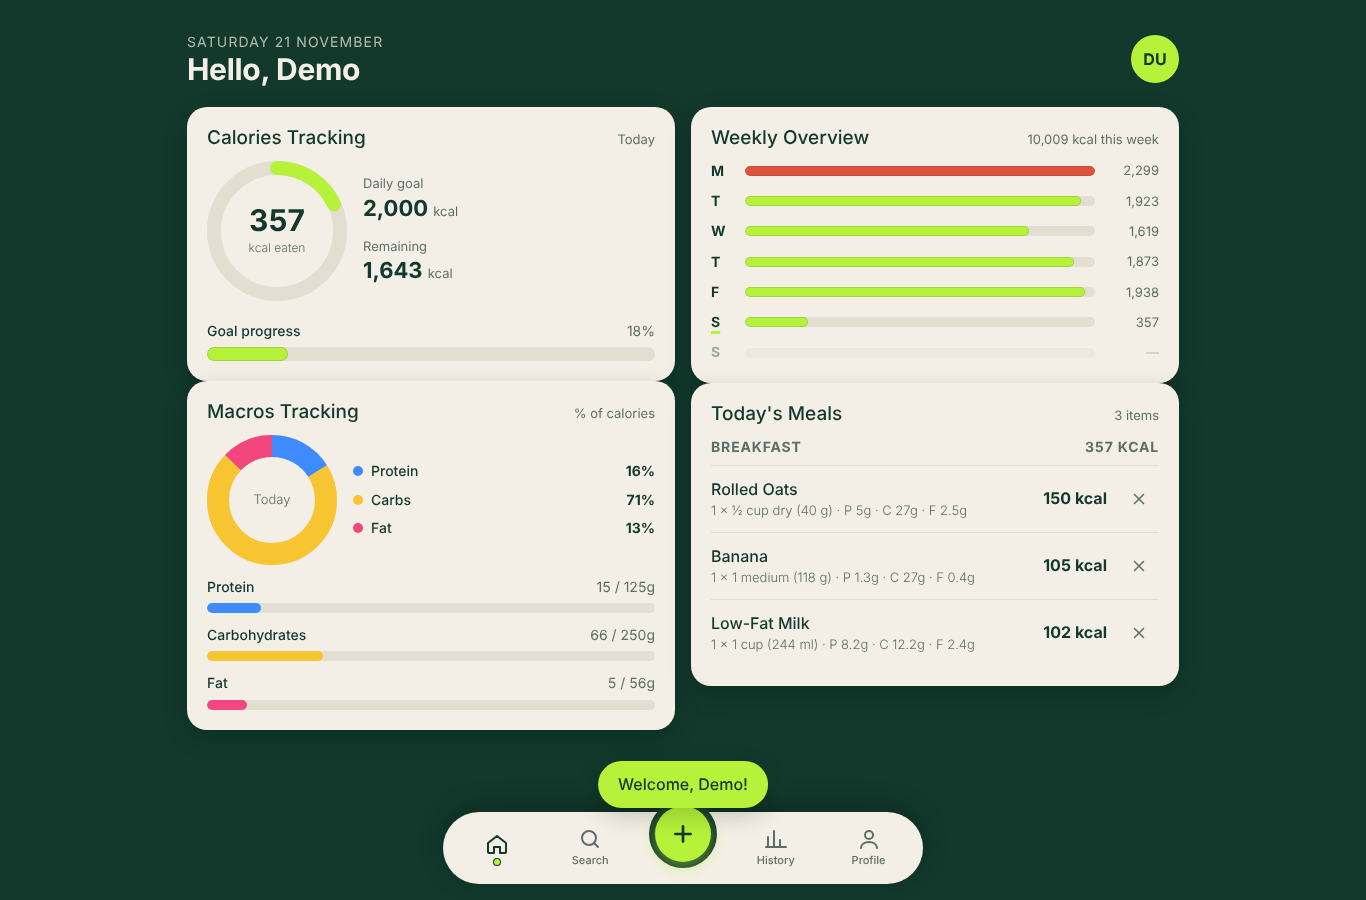 SATURDAY 21 NOVEMBER
Hello, Demo
DU
Calories Tracking
Today
357
kcal eaten
Daily goal
2,000 kcal
Remaining
1,643 kcal
Goal progress
18%
Weekly Overview
10,009 kcal this week
M 2,299
T 1,923
W 1,619
T 1,873
F 1,938
S 357
S —
Macros Tracking
% of calories
Today
Protein 16%
Carbs 71%
Fat 13%
Protein 15 / 125g
Carbohydrates 66 / 250g
Fat 5 / 56g
Today's Meals
3 items
BREAKFAST 357 KCAL
Rolled Oats
1 × ½ cup dry (40 g) · P 5g · C 27g · F 2.5g
150 kcal
Banana
1 × 1 medium (118 g) · P 1.3g · C 27g · F 0.4g
105 kcal
Low-Fat Milk
1 × 1 cup (244 ml) · P 8.2g · C 12.2g · F 2.4g
102 kcal
Welcome, Demo!
Search
History
Profile